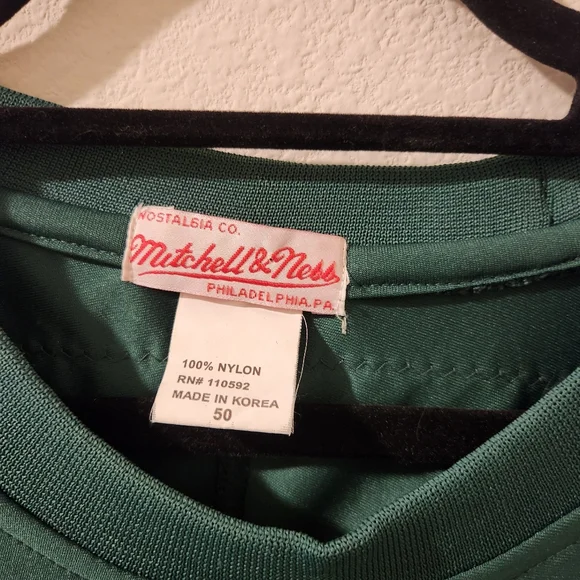 NOSTALGIA CO.
Mitchell & Ness
PHILADELPHIA.PA.
100% NYLON
RN# 110592
MADE IN KOREA
50